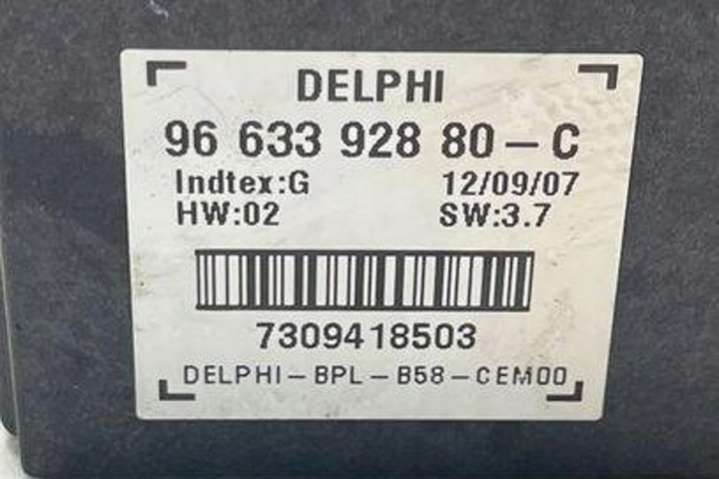 DELPHI
96 633 928 80-C
Indtex:G 12/09/07
HW:02 SW:3.7
7309418503
DELPHI-BPL-B58-CEM00